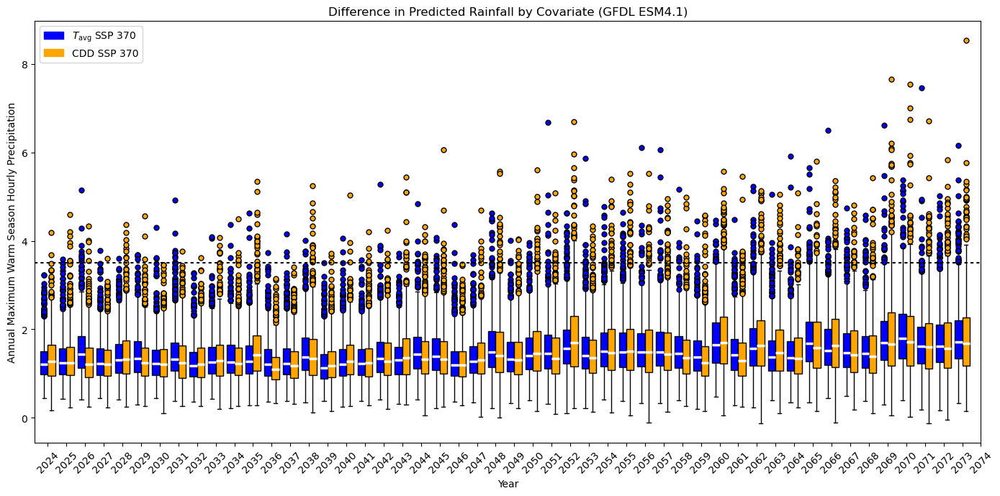 Difference in Predicted Rainfall by Covariate (GFDL ESM4.1)
Tavg SSP 370
CDD SSP 370
Annual Maximum Warm Season Hourly Precipitation
8
6
4
2
0
2024 2025 2026 2027 2028 2029 2030 2031 2032 2033 2034 2035 2036 2037 2038 2039 2040 2041 2042 2043 2044 2045 2046 2047 2048 2049 2050 2051 2052 2053 2054 2055 2056 2057 2058 2059 2060 2061 2062 2063 2064 2065 2066 2067 2068 2069 2070 2071 2072 2073 2074
Year